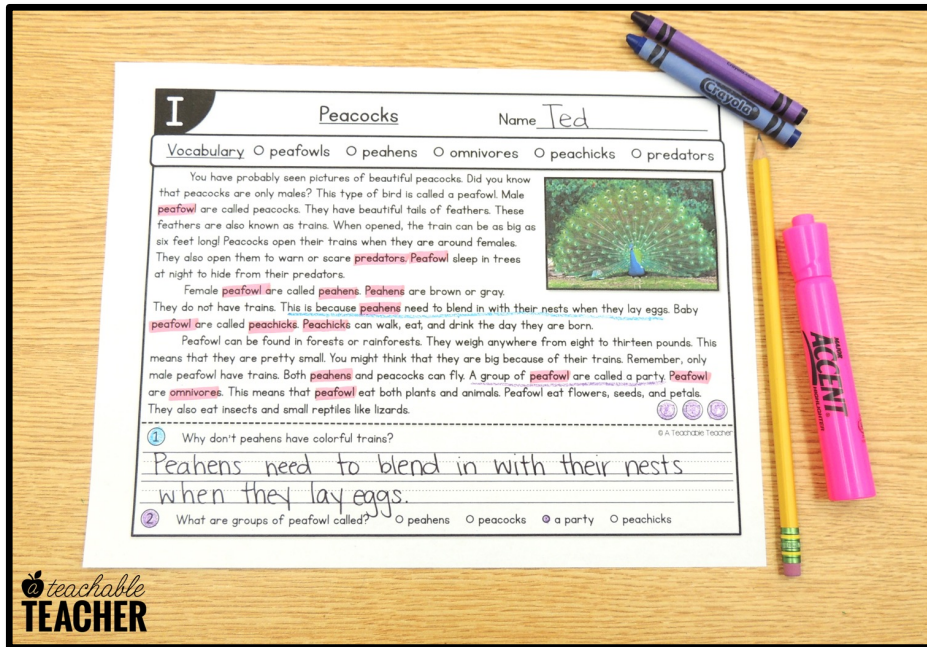 I
Peacocks
Name Ted
Vocabulary O peafowls O peahens O omnivores O peachicks O predators
You have probably seen pictures of beautiful peacocks. Did you know
that peacocks are only males? This type of bird is called a peafowl. Male
peafowl are called peacocks. They have beautiful tails of feathers. These
feathers are also known as trains. When opened, the train can be as big as
six feet long! Peacocks open their trains when they are around females.
They also open them to warn or scare predators. Peafowl sleep in trees
at night to hide from their predators.
Female peafowl are called peahens. Peahens are brown or gray.
They do not have trains. This is because peahens need to blend in with their nests when they lay eggs. Baby
peafowl are called peachicks. Peachicks can walk, eat, and drink the day they are born.
Peafowl can be found in forests or rainforests. They weigh anywhere from eight to thirteen pounds. This
means that they are pretty small. You might think that they are big because of their trains. Remember, only
male peafowl have trains. Both peahens and peacocks can fly. A group of peafowl are called a party. Peafowl
are omnivores. This means that peafowl eat both plants and animals. Peafowl eat flowers, seeds, and petals.
They also eat insects and small reptiles like lizards.
© A Teachable Teacher
1 Why don't peahens have colorful trains?
Peahens need to blend in with their nests
when they lay eggs.
2 What are groups of peafowl called? O peahens O peacocks O a party O peachicks
Crayola
MAJOR
ACCENT
HIGHLIGHTER
a teachable
TEACHER